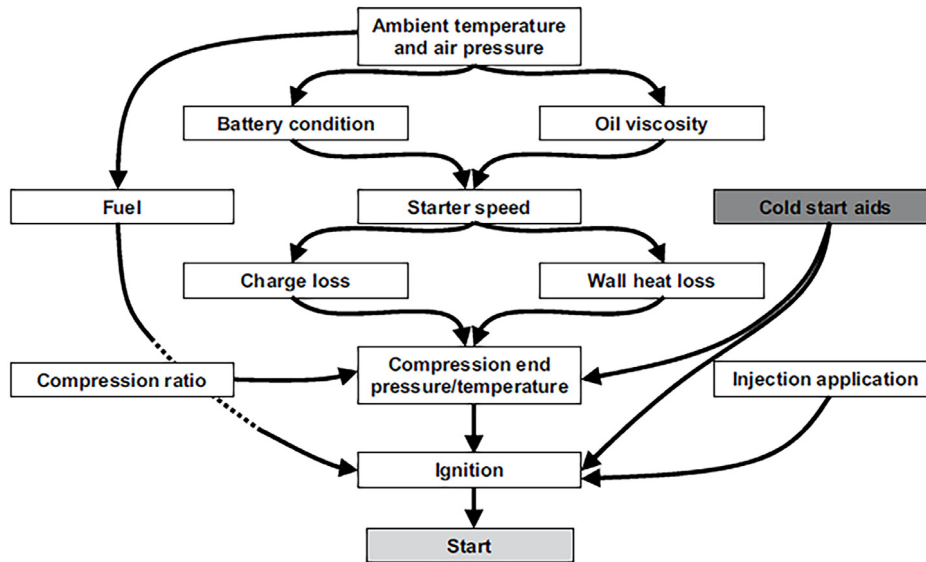 Ambient temperature
and air pressure
Battery condition
Oil viscosity
Fuel
Starter speed
Cold start aids
Charge loss
Wall heat loss
Compression ratio
Compression end
pressure/temperature
Injection application
Ignition
Start